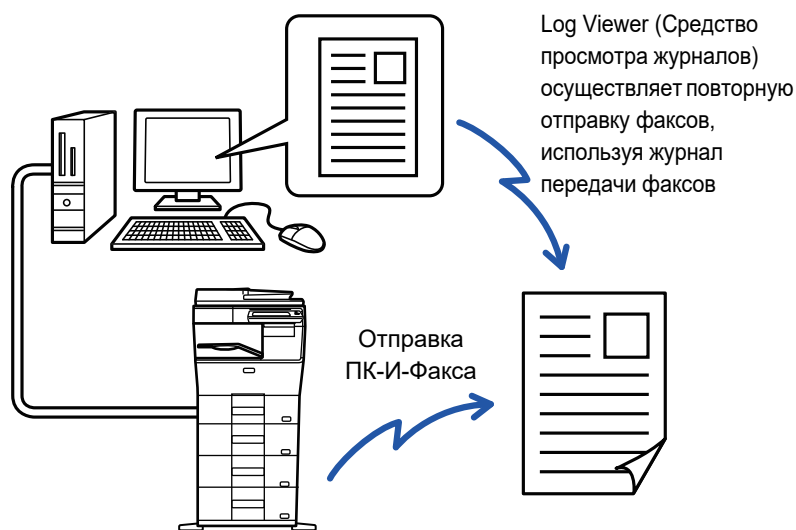 Log Viewer (Средство
просмотра журналов)
осуществляет повторную
отправку факсов,
используя журнал
передачи факсов
Отправка
ПК-И-Факса